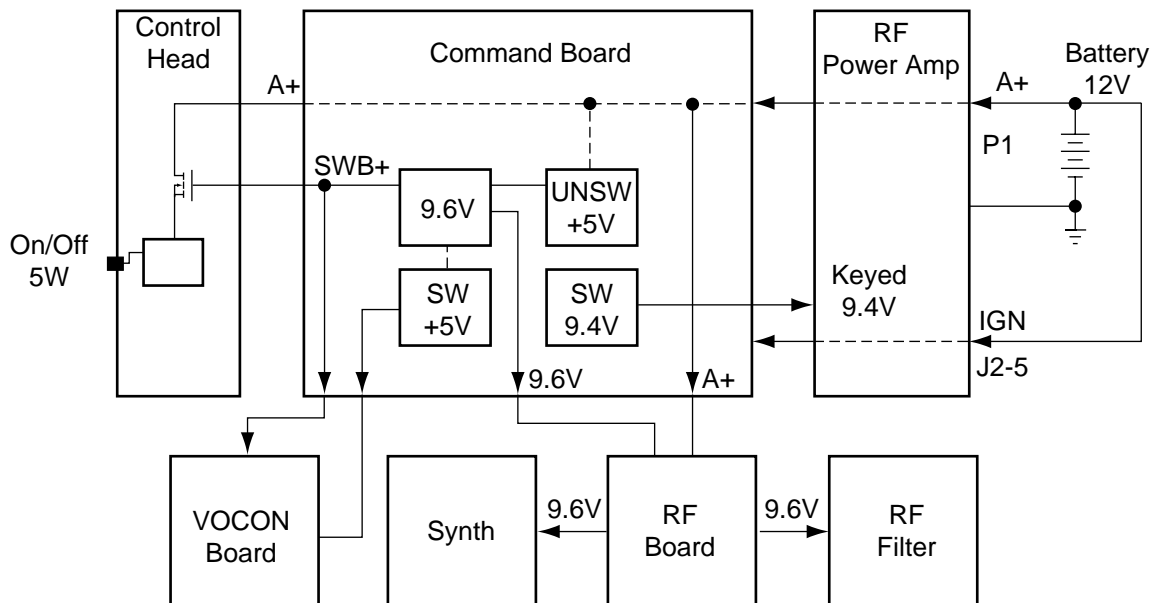 Control
Head
Command Board
RF
Power Amp
Battery
12V
A+
A+
P1
SWB+
9.6V
UNSW
+5V
On/Off
5W
SW
+5V
SW
9.4V
Keyed
9.4V
IGN
J2-5
9.6V
A+
VOCON
Board
Synth
9.6V
RF
Board
9.6V
RF
Filter